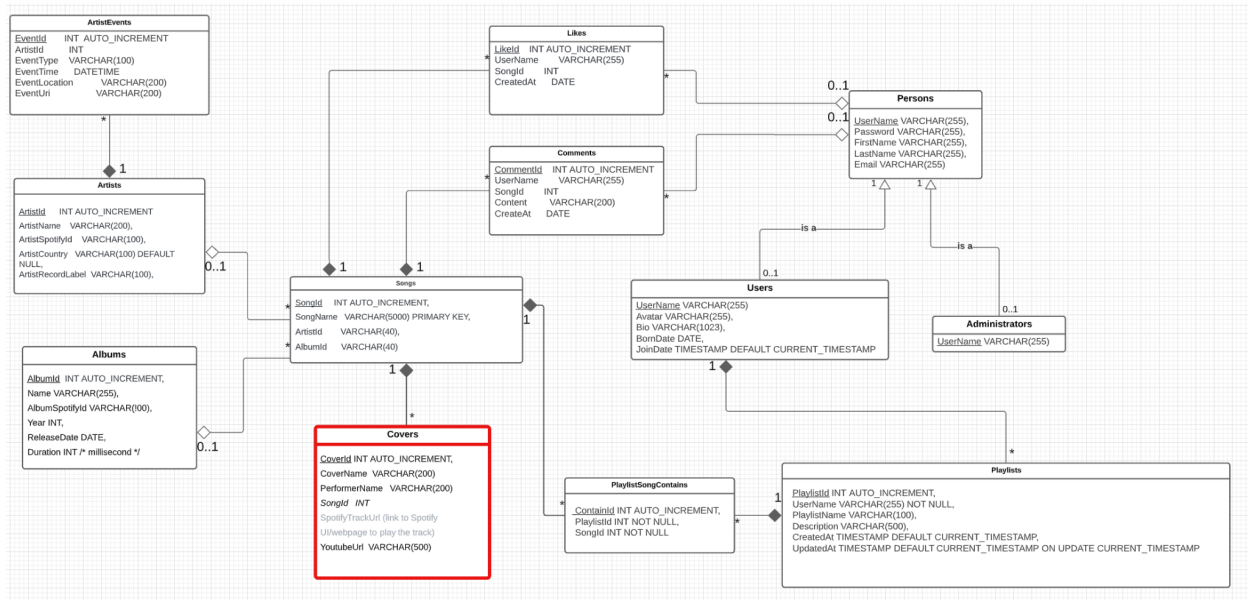 ArtistEvents
EventId INT AUTO_INCREMENT
ArtistId INT
EventType VARCHAR(100)
EventTime DATETIME
EventLocation VARCHAR(200)
EventUri VARCHAR(200)
*
1
Artists
ArtistId INT AUTO_INCREMENT
ArtistName VARCHAR(200),
ArtistSpotifyId VARCHAR(100),
ArtistCountry VARCHAR(100) DEFAULT
NULL,
ArtistRecordLabel VARCHAR(100),
0..1
*
Albums
AlbumId INT AUTO_INCREMENT,
Name VARCHAR(255),
AlbumSpotifyId VARCHAR(!00),
Year INT,
ReleaseDate DATE,
Duration INT /* millisecond */
0..1
*
Likes
LikeId INT AUTO_INCREMENT
UserName VARCHAR(255)
SongId INT
CreatedAt DATE
*
*
Comments
CommentId INT AUTO_INCREMENT
UserName VARCHAR(255)
SongId INT
Content VARCHAR(200)
CreateAt DATE
*
*
1
1
Songs
SongId INT AUTO_INCREMENT,
SongName VARCHAR(5000) PRIMARY KEY,
ArtistId VARCHAR(40),
AlbumId VARCHAR(40)
1
1
*
Covers
CoverId INT AUTO_INCREMENT,
CoverName VARCHAR(200)
PerformerName VARCHAR(200)
SongId INT
SpotifyTrackUrl (link to Spotify
UI/webpage to play the track)
YoutubeUrl VARCHAR(500)
0..1
0..1
Persons
UserName VARCHAR(255),
Password VARCHAR(255),
FirstName VARCHAR(255),
LastName VARCHAR(255),
Email VARCHAR(255)
1
1
is a
is a
0..1
0..1
Users
UserName VARCHAR(255)
Avatar VARCHAR(255),
Bio VARCHAR(1023),
BornDate DATE,
JoinDate TIMESTAMP DEFAULT CURRENT_TIMESTAMP
1
Administrators
UserName VARCHAR(255)
*
PlaylistSongContains
ContainId INT AUTO_INCREMENT,
PlaylistId INT NOT NULL,
SongId INT NOT NULL
*
*
1
Playlists
PlaylistId INT AUTO_INCREMENT,
UserName VARCHAR(255) NOT NULL,
PlaylistName VARCHAR(100),
Description VARCHAR(500),
CreatedAt TIMESTAMP DEFAULT CURRENT_TIMESTAMP,
UpdatedAt TIMESTAMP DEFAULT CURRENT_TIMESTAMP ON UPDATE CURRENT_TIMESTAMP